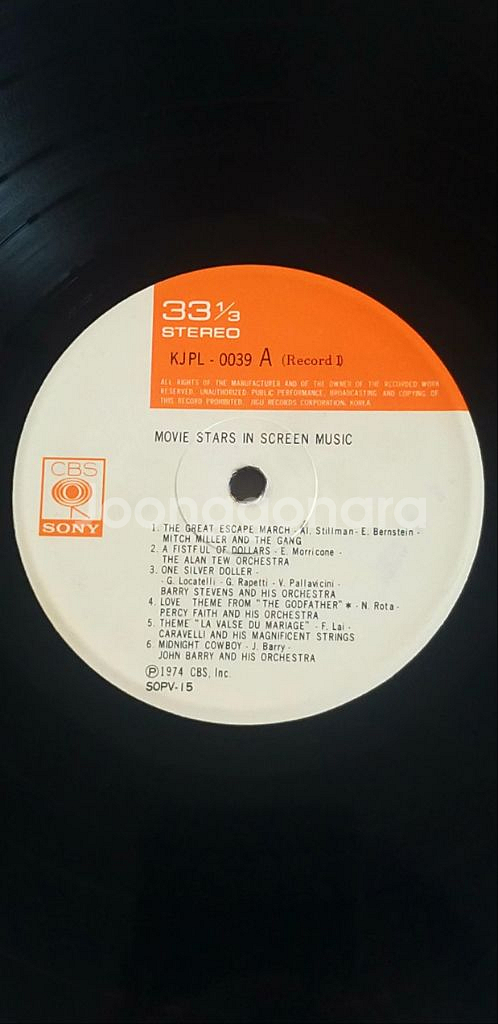 33 1/3
STEREO
KJPL - 0039 A (Record 1)
ALL RIGHTS OF THE MANUFACTURER AND OF THE OWNER OF THE RECORDED WORK
RESERVED. UNAUTHORIZED PUBLIC PERFORMANCE, BROADCASTING AND COPYING OF
THIS RECORD PROHIBITED. JIGU RECORDS CORPORATION, KOREA
MOVIE STARS IN SCREEN MUSIC
CBS
SONY
joonggonara
1. THE GREAT ESCAPE MARCH - Al. Stillman - E. Bernstein -
MITCH MILLER AND THE GANG
2. A FISTFUL OF DOLLARS - E. Morricone -
THE ALAN TEW ORCHESTRA
3. ONE SILVER DOLLER -
- G. Locatelli - G. Rapetti - V. Pallavicini -
BARRY STEVENS AND HIS ORCHESTRA
4. LOVE THEME FROM "THE GODFATHER" * - N. Rota -
PERCY FAITH AND HIS ORCHESTRA
5. THEME "LA VALSE DU MARIAGE" - F. Lai -
CARAVELLI AND HIS MAGNIFICENT STRINGS
6. MIDNIGHT COWBOY - J. Barry -
JOHN BARRY AND HIS ORCHESTRA
Ⓟ1974 CBS, Inc.
SOPV-15